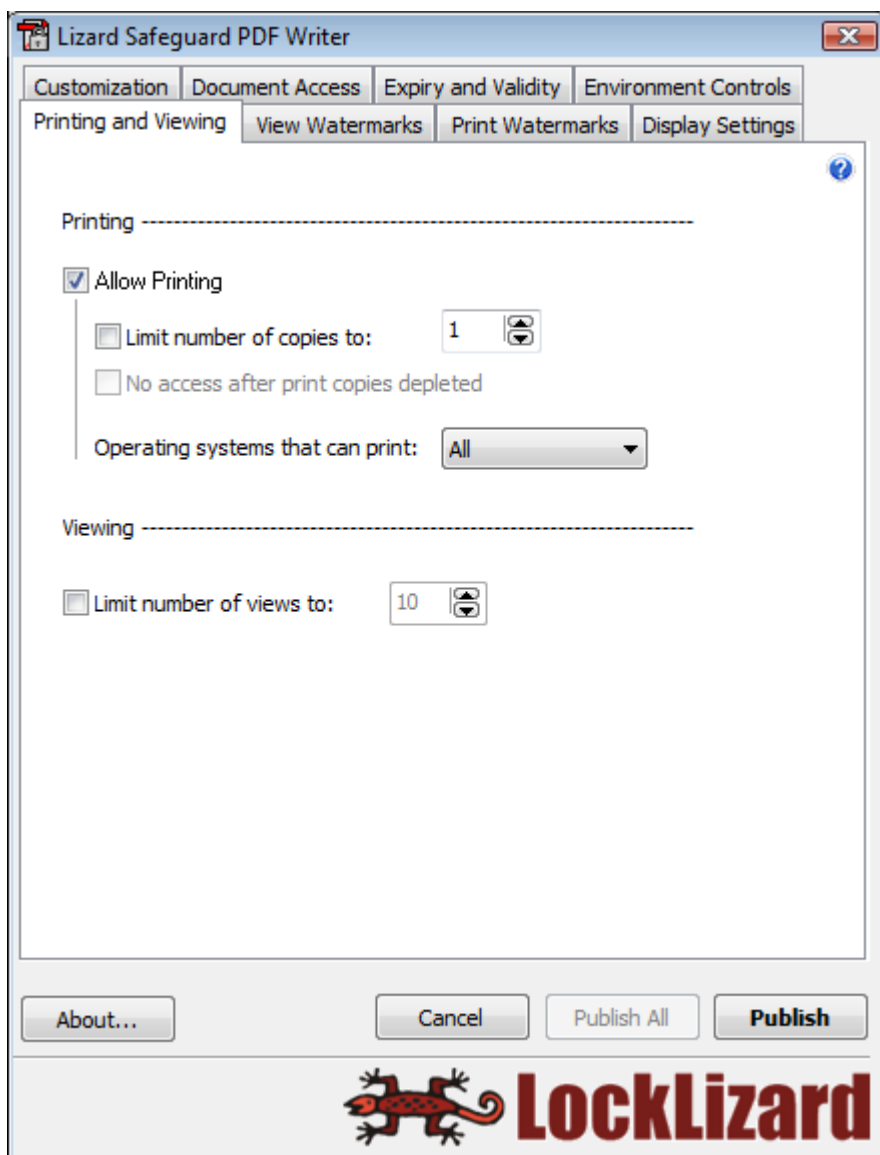 Lizard Safeguard PDF Writer
Customization Document Access Expiry and Validity Environment Controls
Printing and Viewing View Watermarks Print Watermarks Display Settings
?
Printing ---------------------------------------------------------------------
Allow Printing
Limit number of copies to: 1
No access after print copies depleted
Operating systems that can print: All
Viewing ---------------------------------------------------------------------
Limit number of views to: 10
About... Cancel Publish All Publish
LockLizard